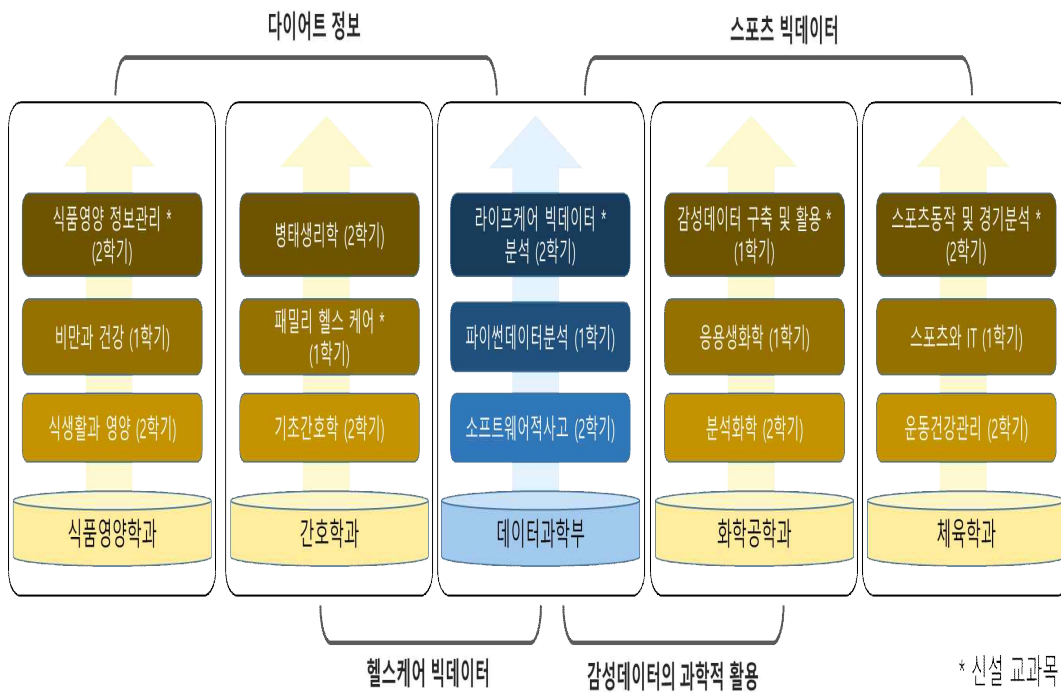 다이어트 정보
스포츠 빅데이터
식품영양 정보관리 *
(2학기)
비만과 건강 (1학기)
식생활과 영양 (2학기)
식품영양학과
병태생리학 (2학기)
패밀리 헬스 케어 *
(1학기)
기초간호학 (2학기)
간호학과
라이프케어 빅데이터 *
분석 (2학기)
파이썬데이터분석 (1학기)
소프트웨어적사고 (2학기)
데이터과학부
감성데이터 구축 및 활용 *
(1학기)
응용생화학 (1학기)
분석화학 (2학기)
화학공학과
스포츠동작 및 경기분석 *
(2학기)
스포츠와 IT (1학기)
운동건강관리 (2학기)
체육학과
헬스케어 빅데이터
감성데이터의 과학적 활용
* 신설 교과목